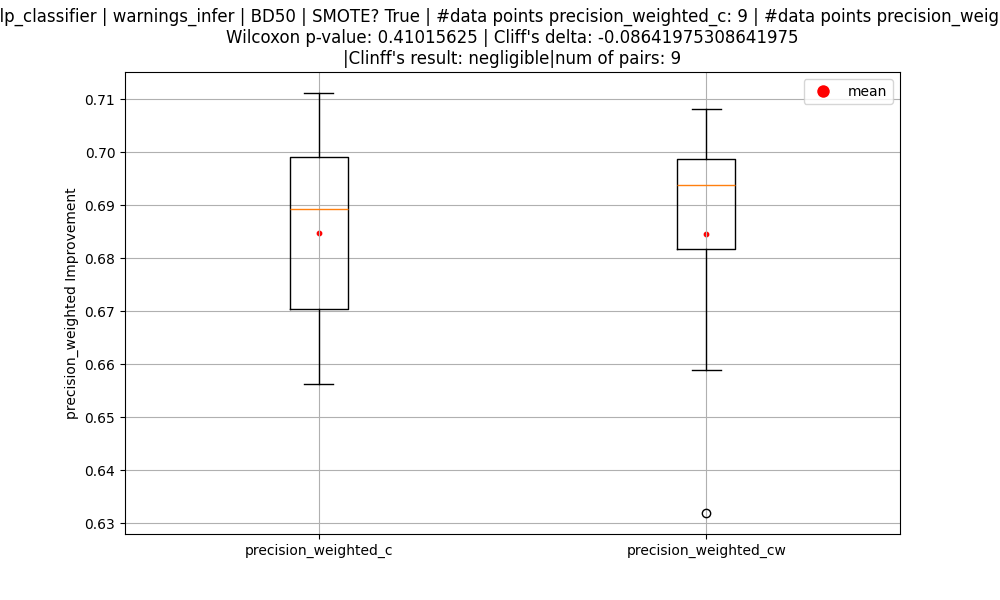 lp_classifier | warnings_infer | BD50 | SMOTE? True | #data points precision_weighted_c: 9 | #data points precision_weig
Wilcoxon p-value: 0.41015625 | Cliff's delta: -0.08641975308641975
|Clinff's result: negligible|num of pairs: 9
mean
0.71
0.70
0.69
0.68
0.67
0.66
0.65
0.64
0.63
precision_weighted Improvement
precision_weighted_c
precision_weighted_cw